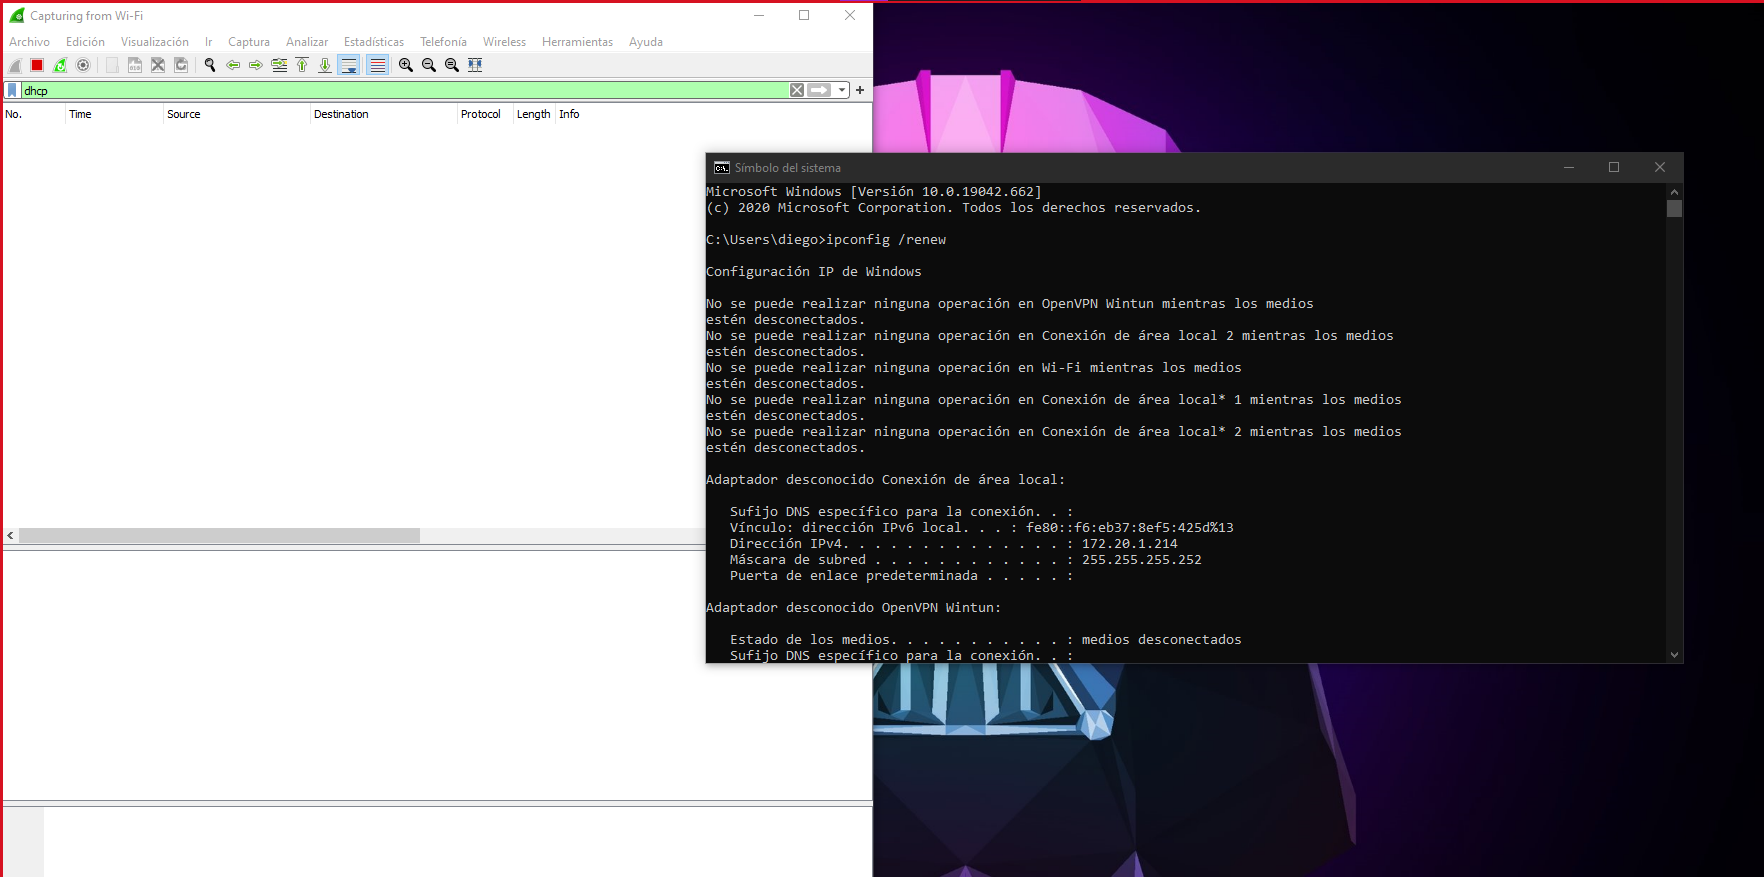 Capturing from Wi-Fi
Archivo Edición Visualización Ir Captura Analizar Estadísticas Telefonía Wireless Herramientas Ayuda
dhcp
No. Time Source Destination Protocol Length Info
Símbolo del sistema
Microsoft Windows [Versión 10.0.19042.662]
(c) 2020 Microsoft Corporation. Todos los derechos reservados.
C:\Users\diego>ipconfig /renew
Configuración IP de Windows
No se puede realizar ninguna operación en OpenVPN Wintun mientras los medios
estén desconectados.
No se puede realizar ninguna operación en Conexión de área local 2 mientras los medios
estén desconectados.
No se puede realizar ninguna operación en Wi-Fi mientras los medios
estén desconectados.
No se puede realizar ninguna operación en Conexión de área local* 1 mientras los medios
estén desconectados.
No se puede realizar ninguna operación en Conexión de área local* 2 mientras los medios
estén desconectados.
Adaptador desconocido Conexión de área local:
Sufijo DNS específico para la conexión. . :
Vínculo: dirección IPv6 local. . . : fe80::f6:eb37:8ef5:425d%13
Dirección IPv4. . . . . . . . . . . . . . : 172.20.1.214
Máscara de subred . . . . . . . . . . . . : 255.255.255.252
Puerta de enlace predeterminada . . . . . :
Adaptador desconocido OpenVPN Wintun:
Estado de los medios. . . . . . . . . . . : medios desconectados
Sufijo DNS específico para la conexión. . :